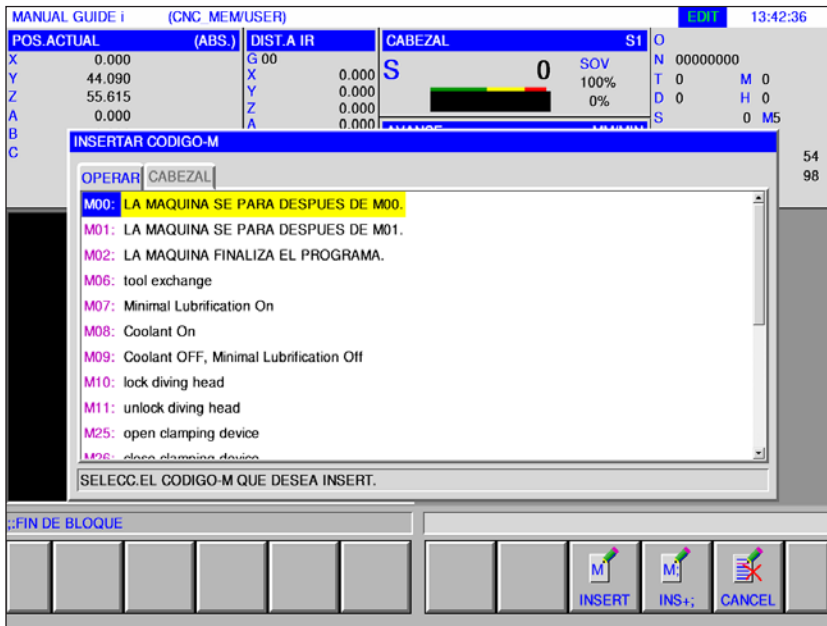 MANUAL GUIDE i (CNC_MEM/USER) EDIT 13:42:36
POS.ACTUAL (ABS.) DIST.A IR CABEZAL S1 O
X 0.000 G 00 S 0 SOV N 00000000
Y 44.090 X 0.000 100% T 0 M 0
Z 55.615 Y 0.000 0% D 0 H 0
A 0.000 Z 0.000 S 0 M5
B A 0.000
C 54
98
INSERTAR CODIGO-M
OPERAR CABEZAL
M00: LA MAQUINA SE PARA DESPUES DE M00.
M01: LA MAQUINA SE PARA DESPUES DE M01.
M02: LA MAQUINA FINALIZA EL PROGRAMA.
M06: tool exchange
M07: Minimal Lubrification On
M08: Coolant On
M09: Coolant OFF, Minimal Lubrification Off
M10: lock diving head
M11: unlock diving head
M25: open clamping device
M26: close clamping device
SELECC.EL CODIGO-M QUE DESEA INSERT.
;:FIN DE BLOQUE
M M;
INSERT INS+; CANCEL